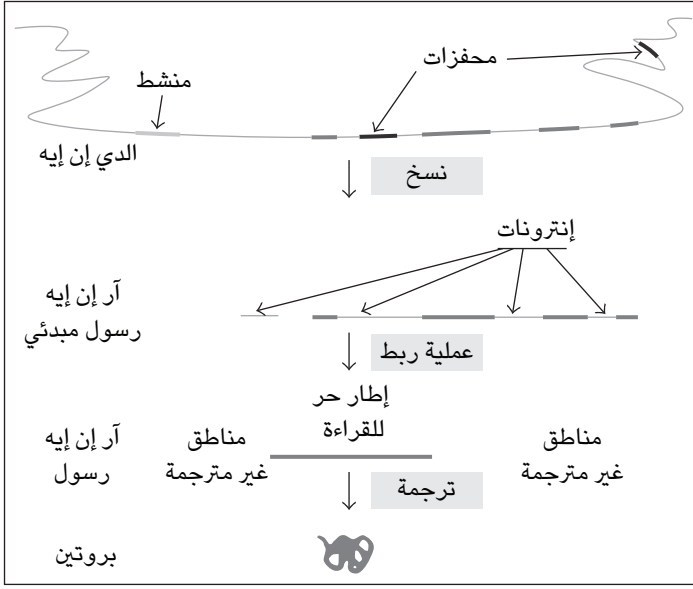 محفزات
منشط
الدي إن إيه
نسخ
إنترونات
آر إن إيه
رسول مبدئي
عملية ربط
إطار حر
للقراءة
آر إن إيه
رسول
مناطق
غير مترجمة
مناطق
غير مترجمة
ترجمة
بروتين